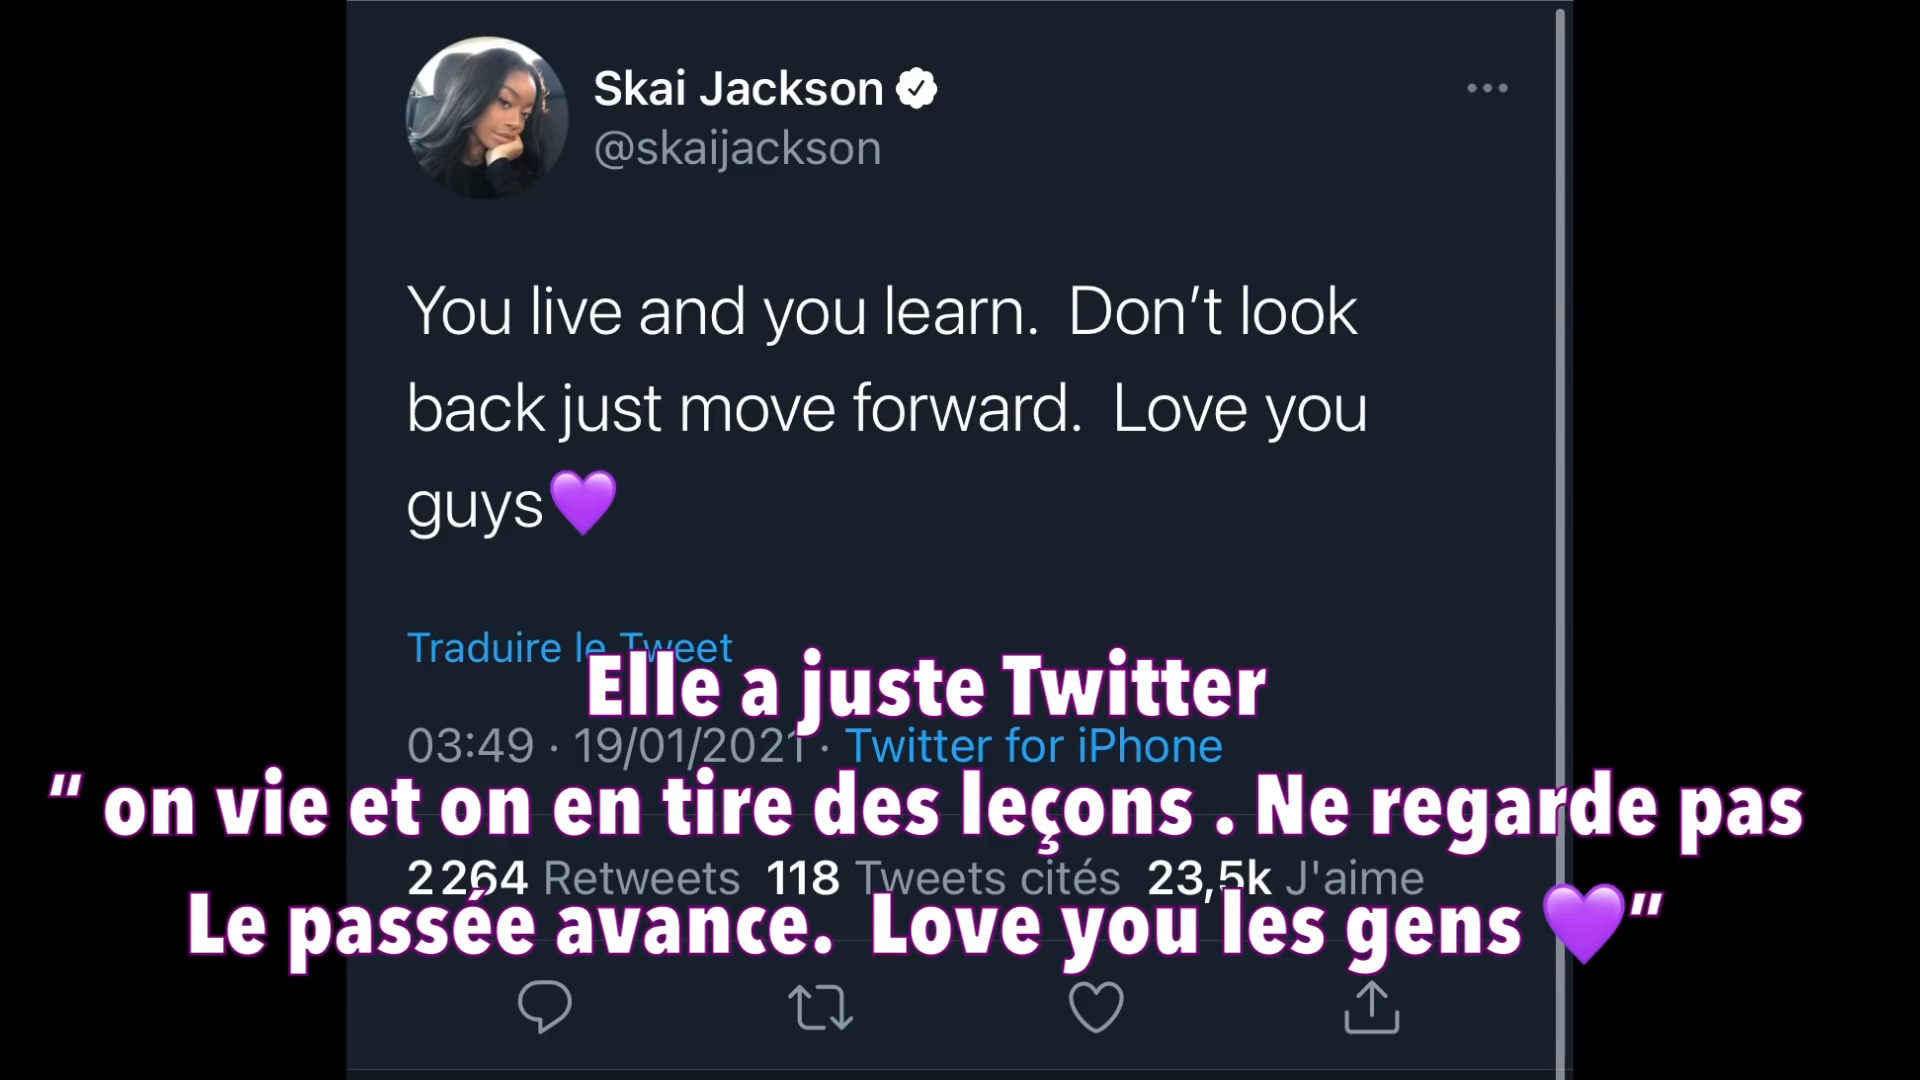 Skai Jackson
@skaijackson
You live and you learn. Don’t look
back just move forward. Love you
guys💜
Traduire le Tweet
Elle a juste Twitter
03:49 · 19/01/2021 · Twitter for iPhone
“ on vie et on en tire des leçons . Ne regarde pas
2 264 Retweets 118 Tweets cités 23,5k J'aime
Le passée avance. Love you les gens 💜“